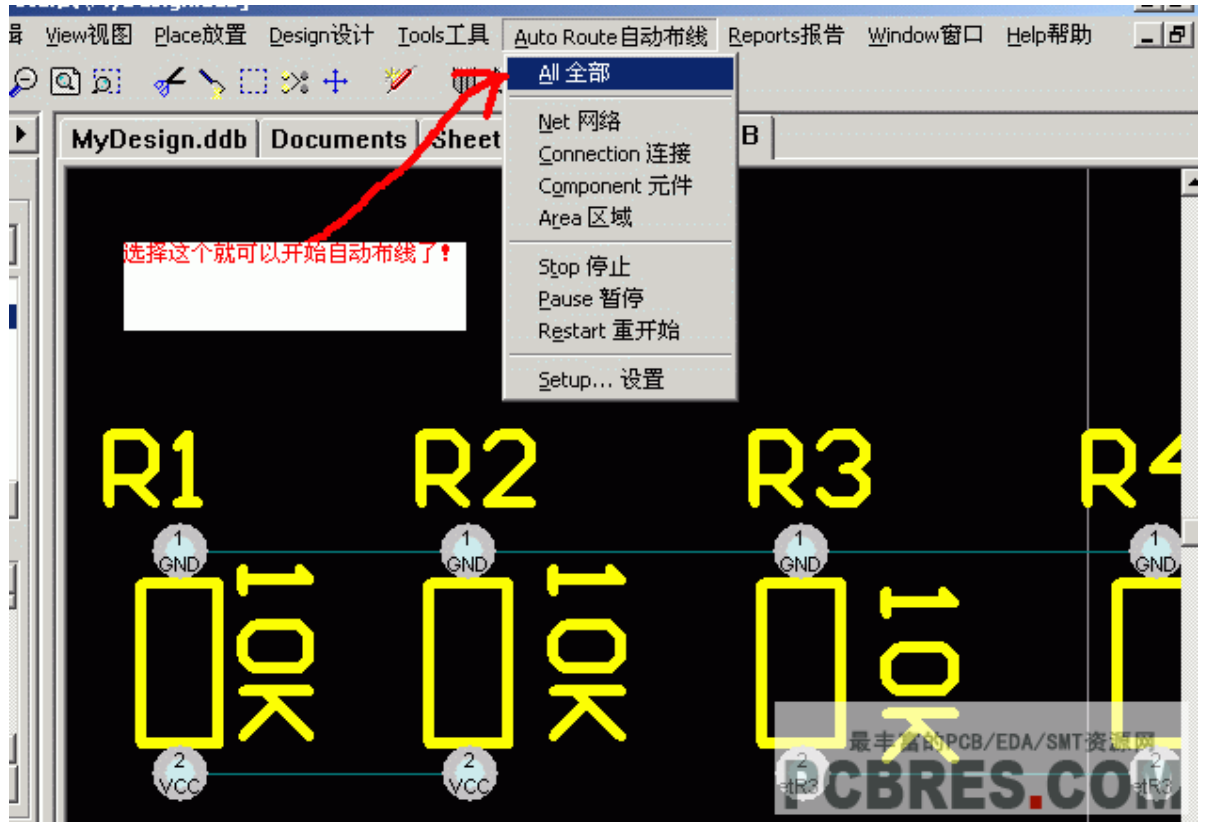 View视图 Place放置 Design设计 Tools工具 Auto Route自动布线 Reports报告 Window窗口 Help帮助
All 全部
MyDesign.ddb Documents Sheet B
Net 网络
Connection 连接
Component 元件
Area 区域
选择这个就可以开始自动布线了!
Stop 停止
Pause 暂停
Restart 重开始
Setup... 设置
R1 R2 R3 R4
1 1 1 1
GND GND GND GND
10K 10K 10K
最丰富的PCB/EDA/SMT资源网
2 2 2 2
VCC VCC etR3 etR3
PCBRES.COM